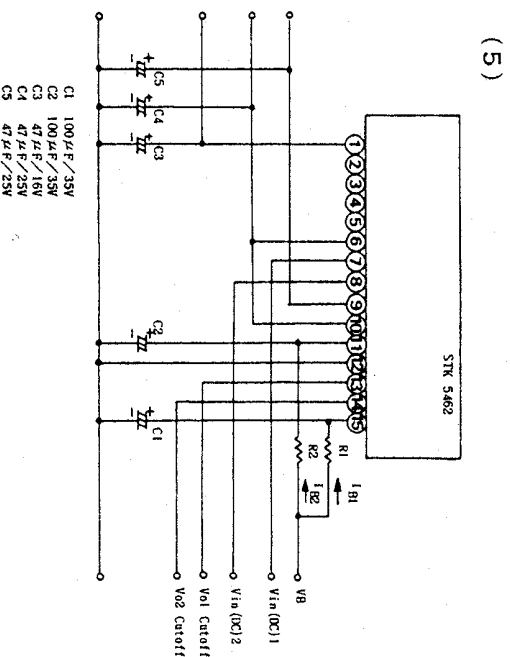 (5)
STK 5462
1 2 3 4 5 6 7 8 9 10 11 12 13 14 15
R1
I B1
R2
I B2
VB
Vin(DC)1
Vin(DC)2
Vo1 Cutoff
Vo2 Cutoff
+ - C5
+ - C4
+ - C3
+ - C2
+ - C1
C1 100μF/35V
C2 100μF/35V
C3 47μF/16V
C4 47μF/25V
C5 47μF/25V